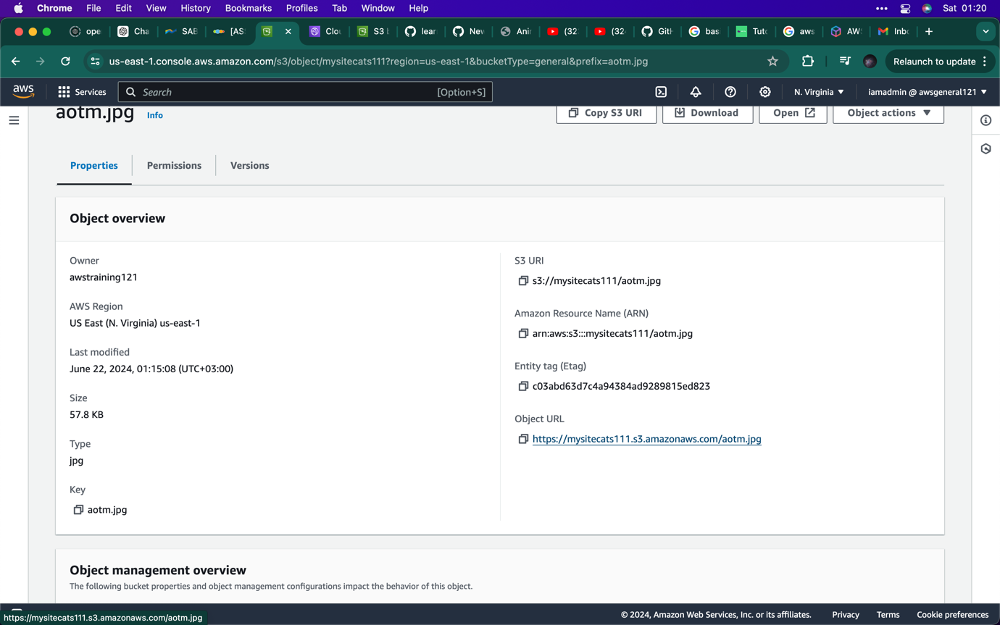 Chrome File Edit View History Bookmarks Profiles Tab Window Help ••• Sat 01:20
ope Cha SAB [AS Clou S3 b lear Nev Ani (32 (32 Gitl bas Tuto aws AW Inbo
us-east-1.console.aws.amazon.com/s3/object/mysitecats111?region=us-east-1&bucketType=general&prefix=aotm.jpg Relaunch to update
aws Services Search [Option+S] N. Virginia ▼ iamadmin @ awsgeneral121 ▼
aotm.jpg Info Copy S3 URI Download Open Object actions ▼
Properties Permissions Versions
Object overview
Owner
awstraining121
AWS Region
US East (N. Virginia) us-east-1
Last modified
June 22, 2024, 01:15:08 (UTC+03:00)
Size
57.8 KB
Type
jpg
Key
aotm.jpg
S3 URI
s3://mysitecats111/aotm.jpg
Amazon Resource Name (ARN)
arn:aws:s3:::mysitecats111/aotm.jpg
Entity tag (Etag)
c03abd63d7c4a94384ad9289815ed823
Object URL
https://mysitecats111.s3.amazonaws.com/aotm.jpg
Object management overview
The following bucket properties and object management configurations impact the behavior of this object.
https://mysitecats111.s3.amazonaws.com/aotm.jpg © 2024, Amazon Web Services, Inc. or its affiliates. Privacy Terms Cookie preferences